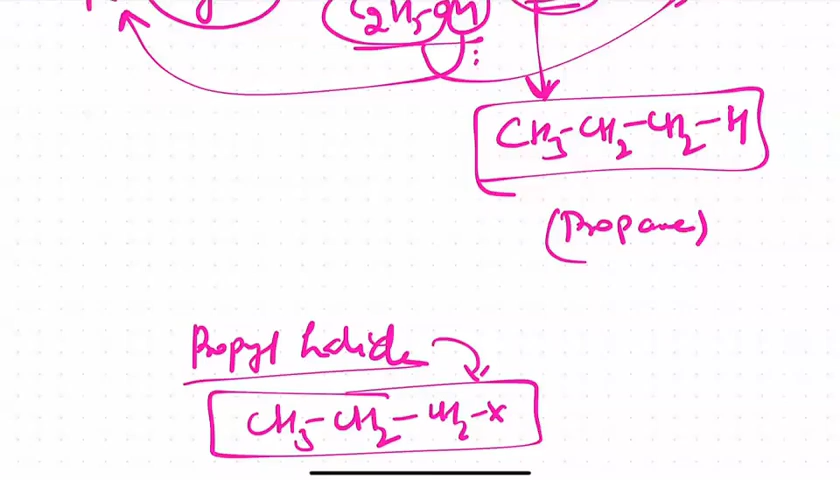 C2H5OH
CH3-CH2-CH2-H
(Propane)
Propyl halide
CH3-CH2-CH2-X